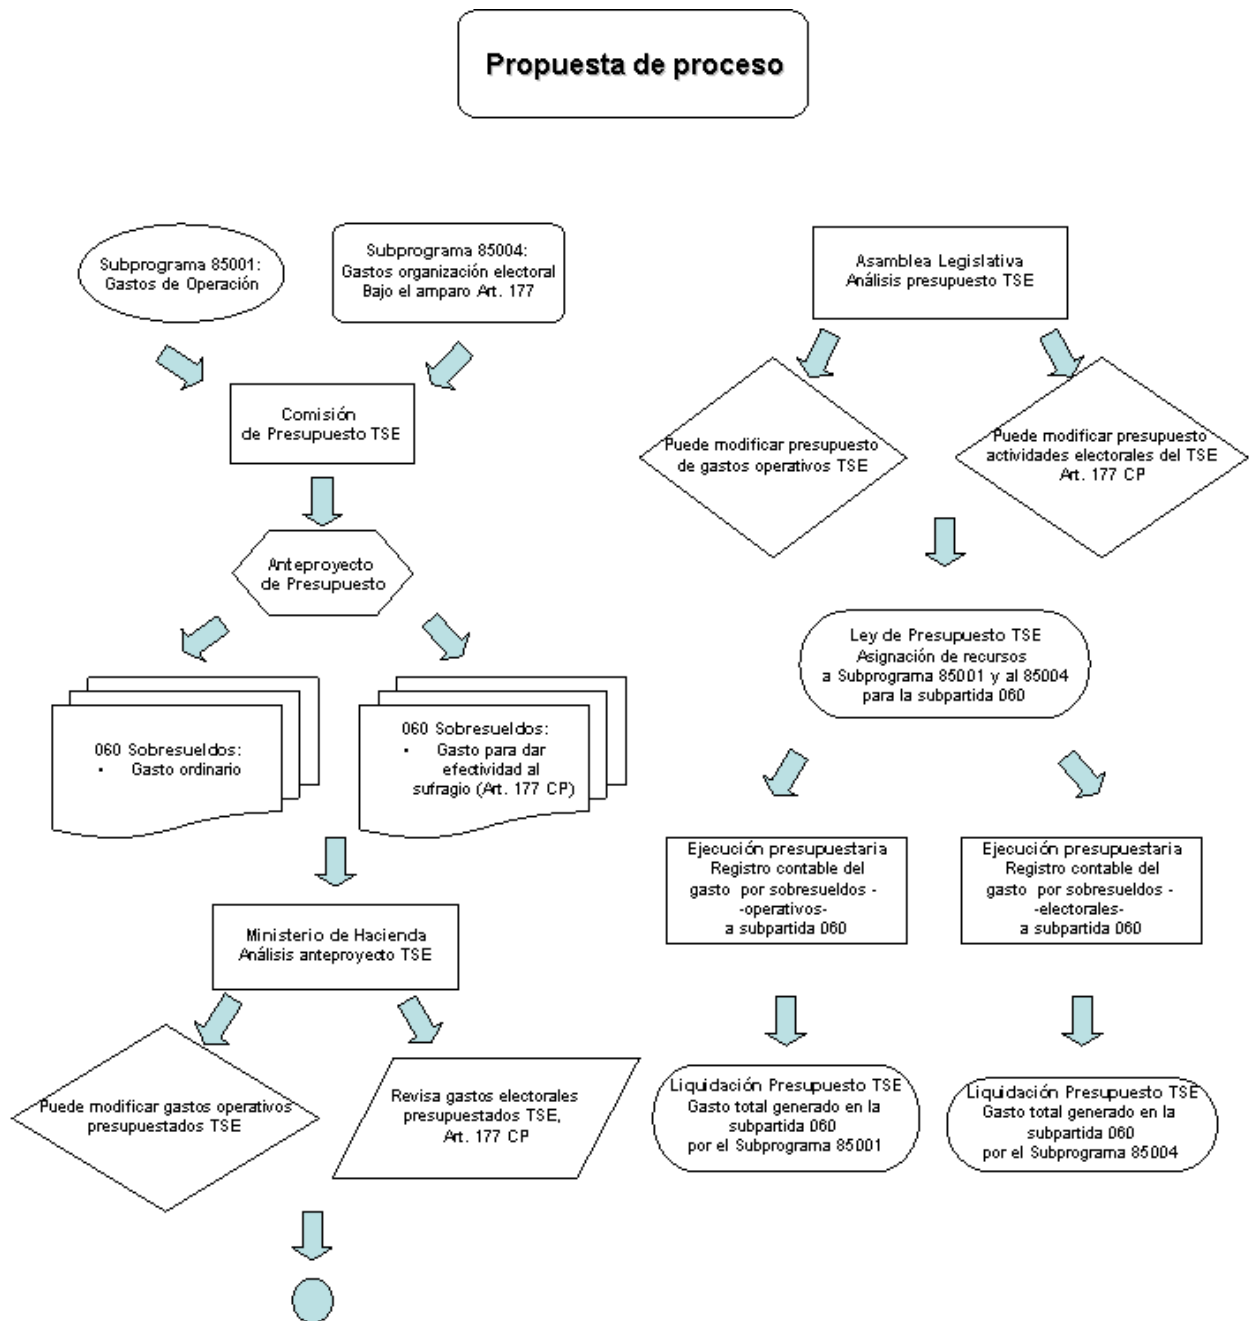 Propuesta de proceso
Subprograma 85001:
Gastos de Operación
Subprograma 85004:
Gastos organización electoral
Bajo el amparo Art. 177
Comisión
de Presupuesto TSE
Anteproyecto
de Presupuesto
060 Sobresueldos:
• Gasto ordinario
060 Sobresueldos:
• Gasto para dar
efectividad al
sufragio (Art. 177 CP)
Ministerio de Hacienda
Análisis anteproyecto TSE
Puede modificar gastos operativos
presupuestados TSE
Revisa gastos electorales
presupuestados TSE,
Art. 177 CP
Asamblea Legislativa
Análisis presupuesto TSE
Puede modificar presupuesto
de gastos operativos TSE
Puede modificar presupuesto
actividades electorales del TSE
Art. 177 CP
Ley de Presupuesto TSE
Asignación de recursos
a Subprograma 85001 y al 85004
para la subpartida 060
Ejecución presupuestaria
Registro contable del
gasto por sobresueldos -
-operativos-
a subpartida 060
Ejecución presupuestaria
Registro contable del
gasto por sobresueldos -
-electorales-
a subpartida 060
Liquidación Presupuesto TSE
Gasto total generado en la
subpartida 060
por el Subprograma 85001
Liquidación Presupuesto TSE
Gasto total generado en la
subpartida 060
por el Subprograma 85004